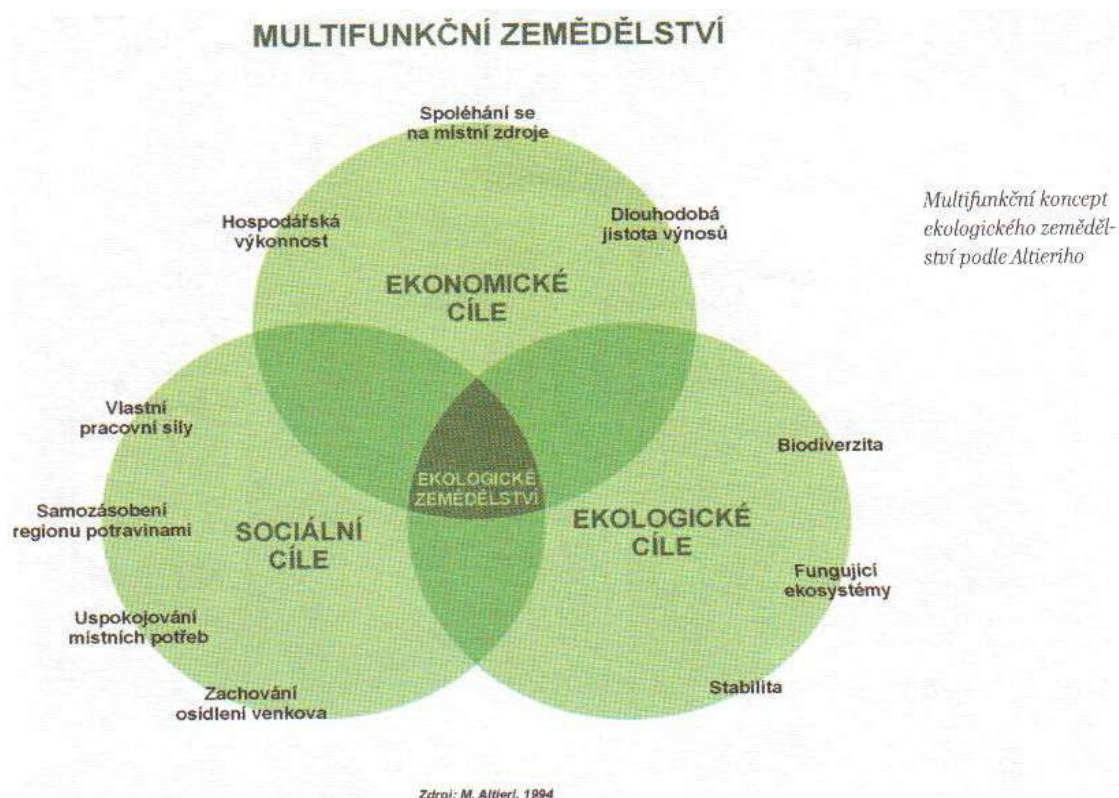 MULTIFUNKČNÍ ZEMĚDĚLSTVÍ
Spoléhání se
na místní zdroje
Hospodářská
výkonnost
Dlouhodobá
jistota výnosů
EKONOMICKÉ
CÍLE
Multifunkční koncept
ekologického zeměděl-
ství podle Altieriho
Vlastní
pracovní síly
Samozásobení
regionu potravinami
Uspokojování
místních potřeb
Zachování
osídlení venkova
SOCIÁLNÍ
CÍLE
EKOLOGICKÉ
ZEMĚDĚLSTVÍ
EKOLOGICKÉ
CÍLE
Biodiverzita
Fungující
ekosystémy
Stabilita
Zdroj: M. Altieri, 1994